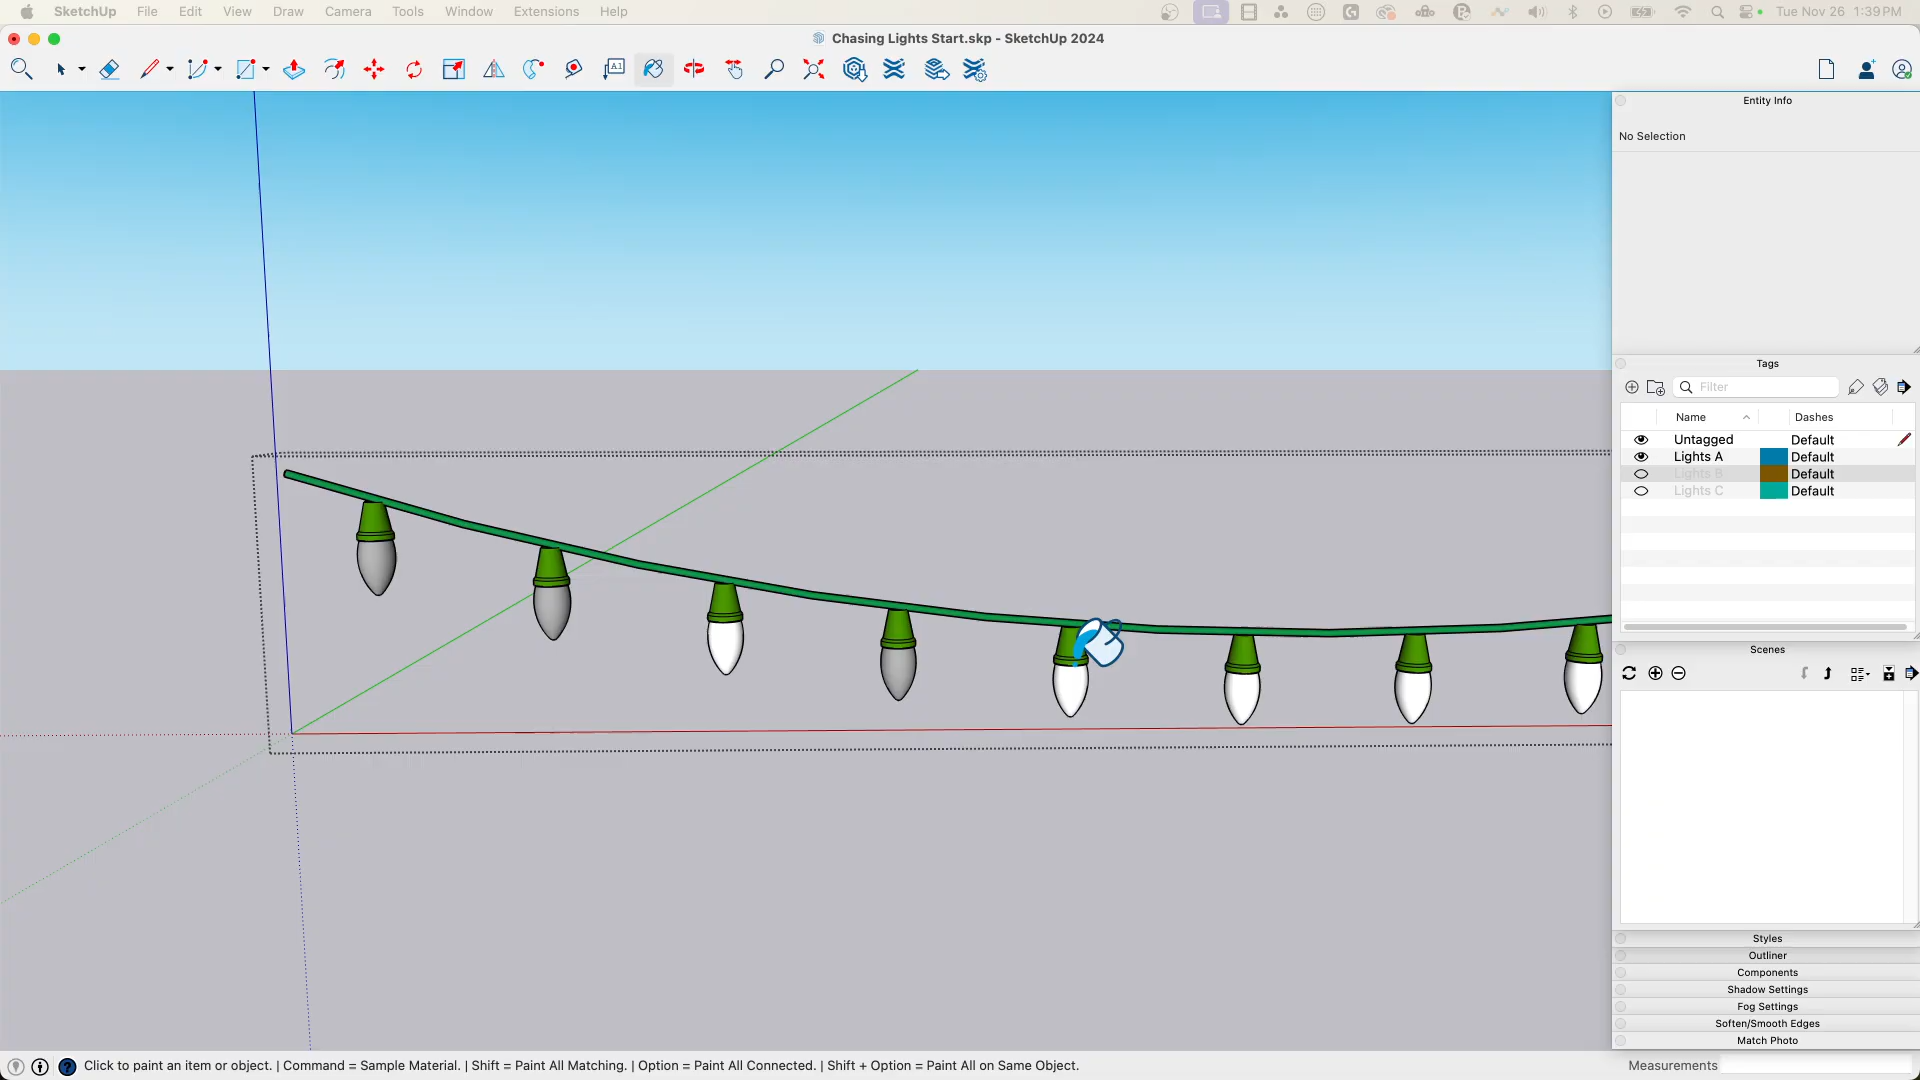 SketchUp File Edit View Draw Camera Tools Window Extensions Help
Tue Nov 26 1:39 PM
Chasing Lights Start.skp - SketchUp 2024
A1
Entity Info
No Selection
Tags
Filter
Name Dashes
Untagged Default
Lights A Default
Lights B Default
Lights C Default
Scenes
Styles
Outliner
Components
Shadow Settings
Fog Settings
Soften/Smooth Edges
Match Photo
Click to paint an item or object. | Command = Sample Material. | Shift = Paint All Matching. | Option = Paint All Connected. | Shift + Option = Paint All on Same Object.
Measurements